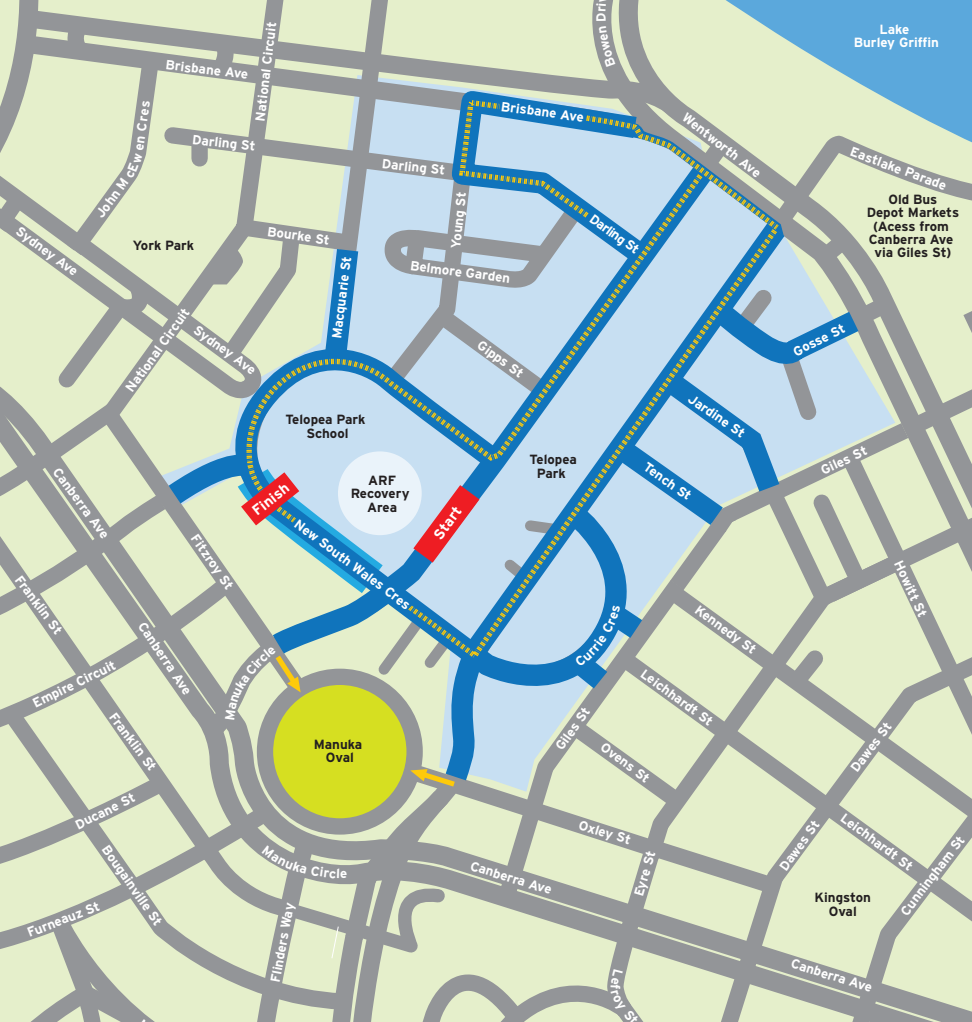 Lake
Burley Griffin
Bowen Dri
National Circuit
Brisbane Ave
Brisbane Ave
Wentworth Ave
Eastlake Parade
John McEwen Cres
Darling St
Darling St
Old Bus
Depot Markets
(Acess from
Canberra Ave
via Giles St)
Young St
Darling St
Bourke St
York Park
Sydney Ave
Belmore Garden
Macquarie St
Sydney Ave
National Circuit
Gosse St
Gipps St
Jardine St
Telopea Park
School
Telopea
Park
Giles St
ARF
Recovery
Area
Tench St
Canberra Ave
Finish
Start
New South Wales Cres
Fitzroy St
Howitt St
Franklin St
Currie Cres
Kennedy St
Canberra Ave
Manuka Circle
Empire Circuit
Leichhardt St
Giles St
Franklin St
Manuka
Oval
Dawes St
Ovens St
Ducane St
Oxley St
Dawes St
Leichhardt St
Manuka Circle
Canberra Ave
Eyre St
Cunningham St
Bougainville St
Kingston
Oval
Furneauz St
Flinders Way
Canberra Ave
Lefroy St